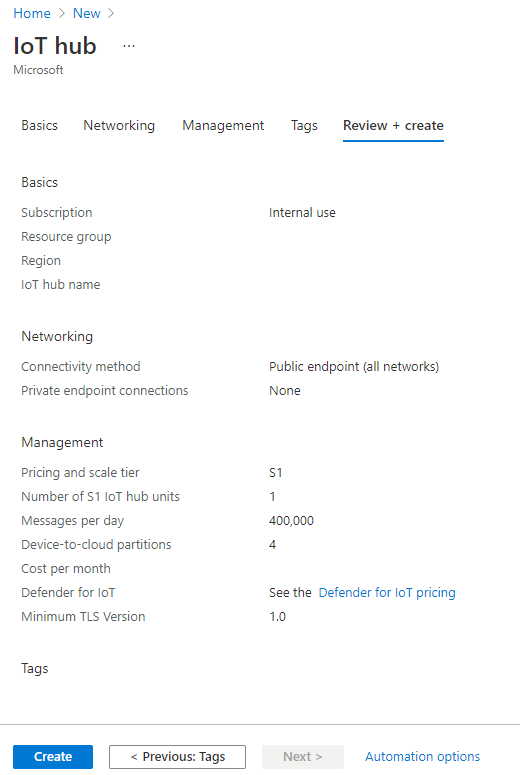 Home > New >
IoT hub ...
Microsoft
Basics Networking Management Tags Review + create
Basics
Subscription Internal use
Resource group
Region
IoT hub name
Networking
Connectivity method Public endpoint (all networks)
Private endpoint connections None
Management
Pricing and scale tier S1
Number of S1 IoT hub units 1
Messages per day 400,000
Device-to-cloud partitions 4
Cost per month
Defender for IoT See the Defender for IoT pricing
Minimum TLS Version 1.0
Tags
Create < Previous: Tags Next > Automation options